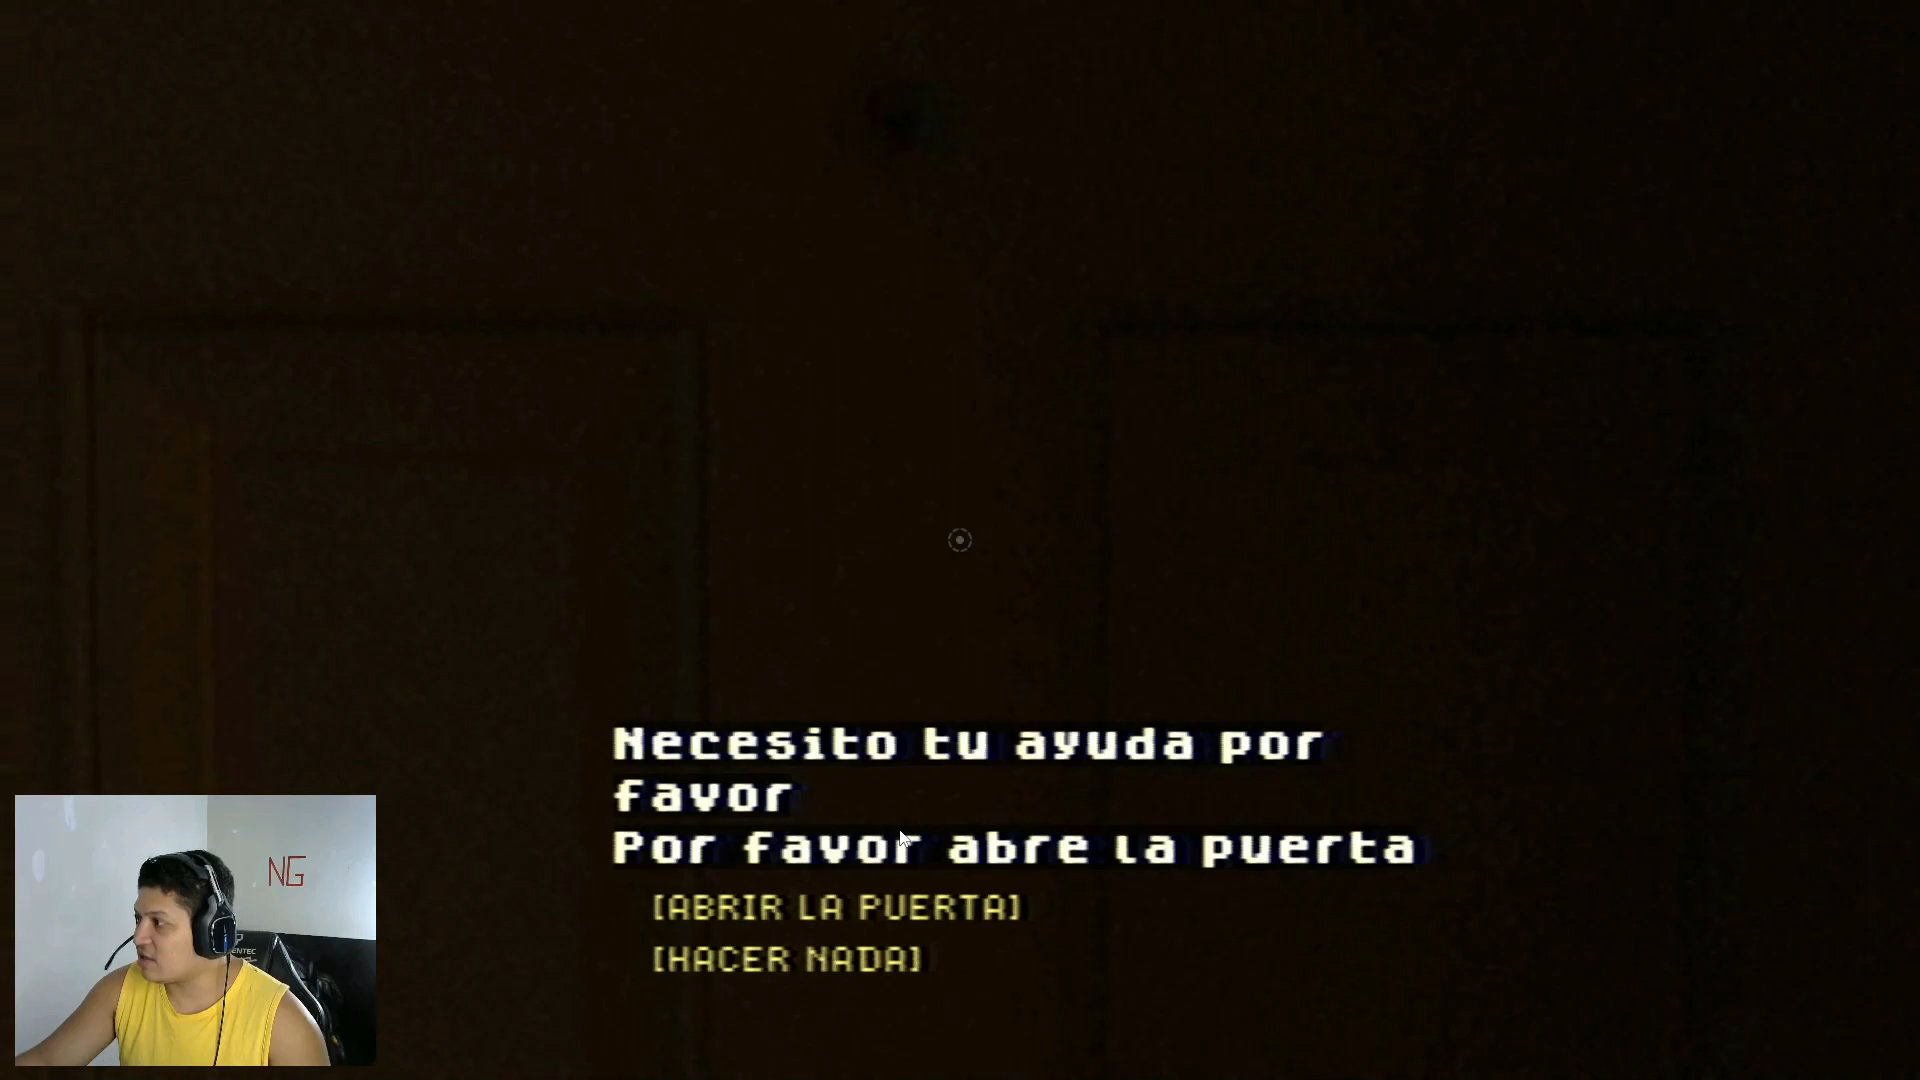 Necesito tu ayuda por
favor
Por favor abre la puerta
[ABRIR LA PUERTA]
[HACER NADA]
NG